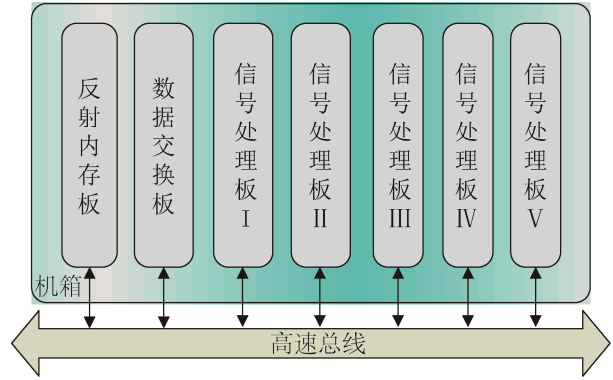 反射内存板
数据交换板
信号处理板Ⅰ
信号处理板Ⅱ
信号处理板Ⅲ
信号处理板Ⅳ
信号处理板Ⅴ
机箱
高速总线